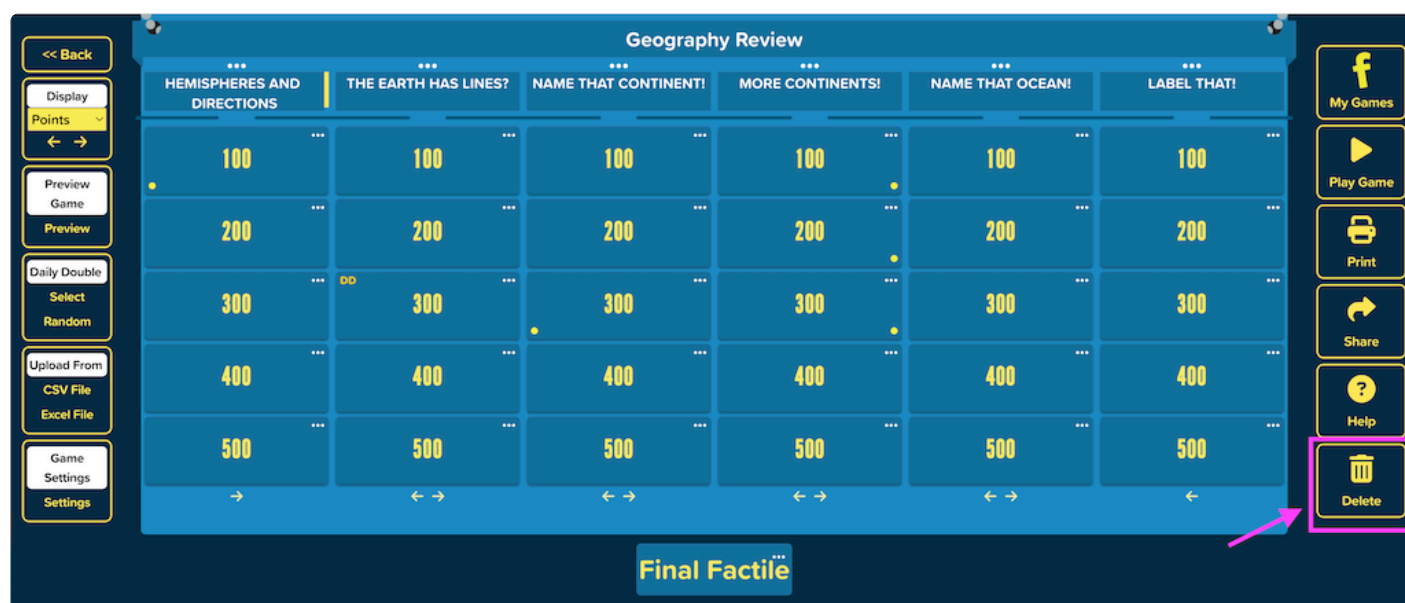 Geography Review
<< Back
Display
Points
Preview
Game
Preview
Daily Double
Select
Random
Upload From
CSV File
Excel File
Game
Settings
Settings
HEMISPHERES AND
DIRECTIONS
THE EARTH HAS LINES?
NAME THAT CONTINENT!
MORE CONTINENTS!
NAME THAT OCEAN!
LABEL THAT!
100 100 100 100 100 100
200 200 200 200 200 200
300 DD 300 300 300 300 300
400 400 400 400 400 400
500 500 500 500 500 500
Final Factile
My Games
Play Game
Print
Share
Help
Delete